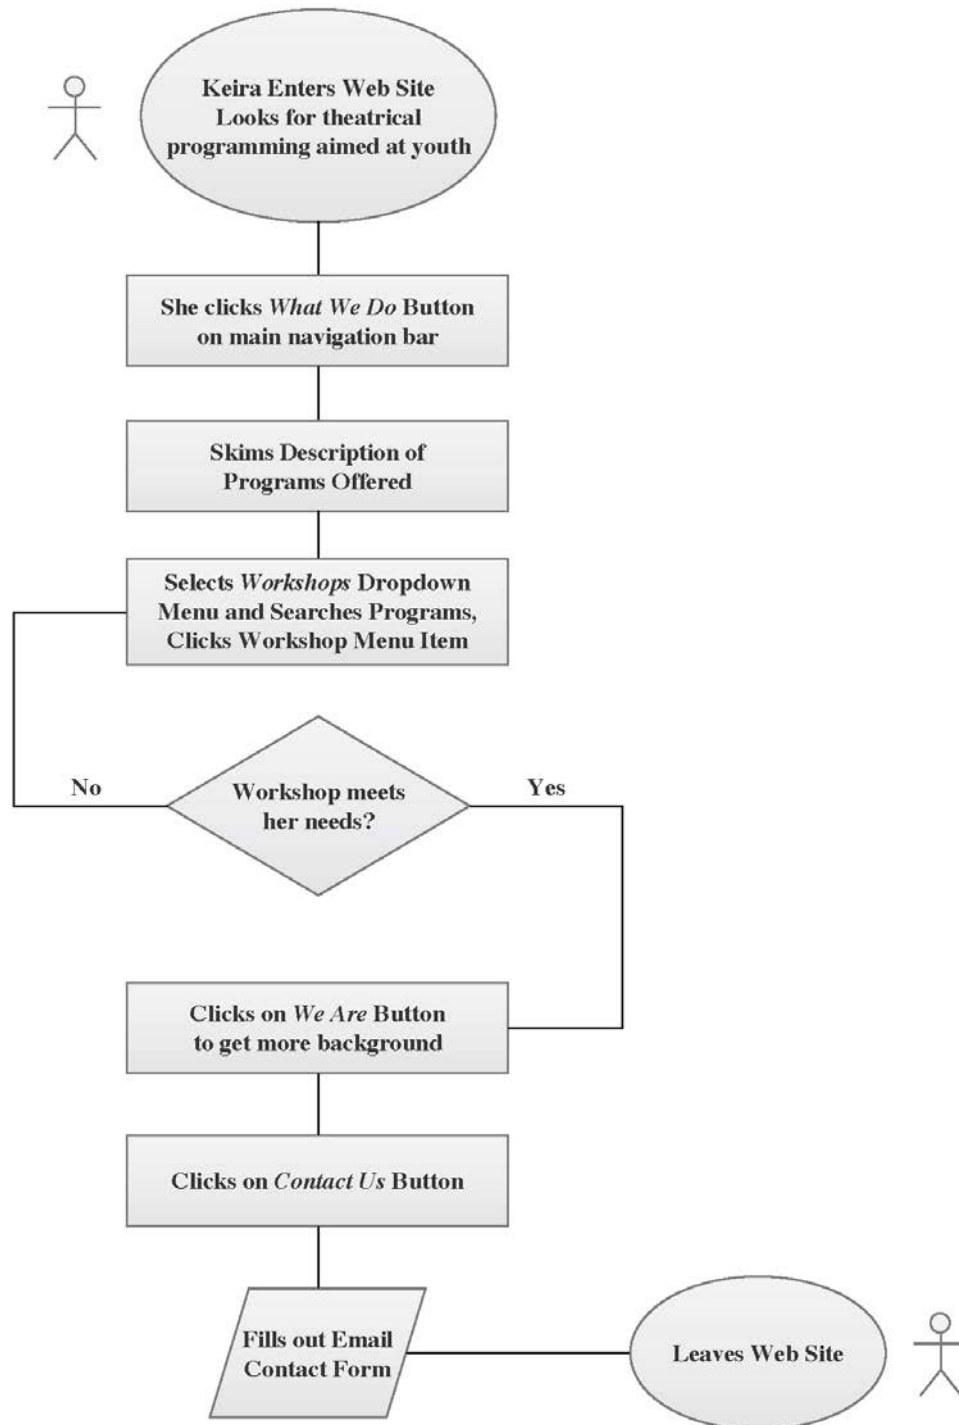 Keira Enters Web Site
Looks for theatrical
programming aimed at youth
She clicks What We Do Button
on main navigation bar
Skims Description of
Programs Offered
Selects Workshops Dropdown
Menu and Searches Programs,
Clicks Workshop Menu Item
No
Workshop meets
her needs?
Yes
Clicks on We Are Button
to get more background
Clicks on Contact Us Button
Fills out Email
Contact Form
Leaves Web Site